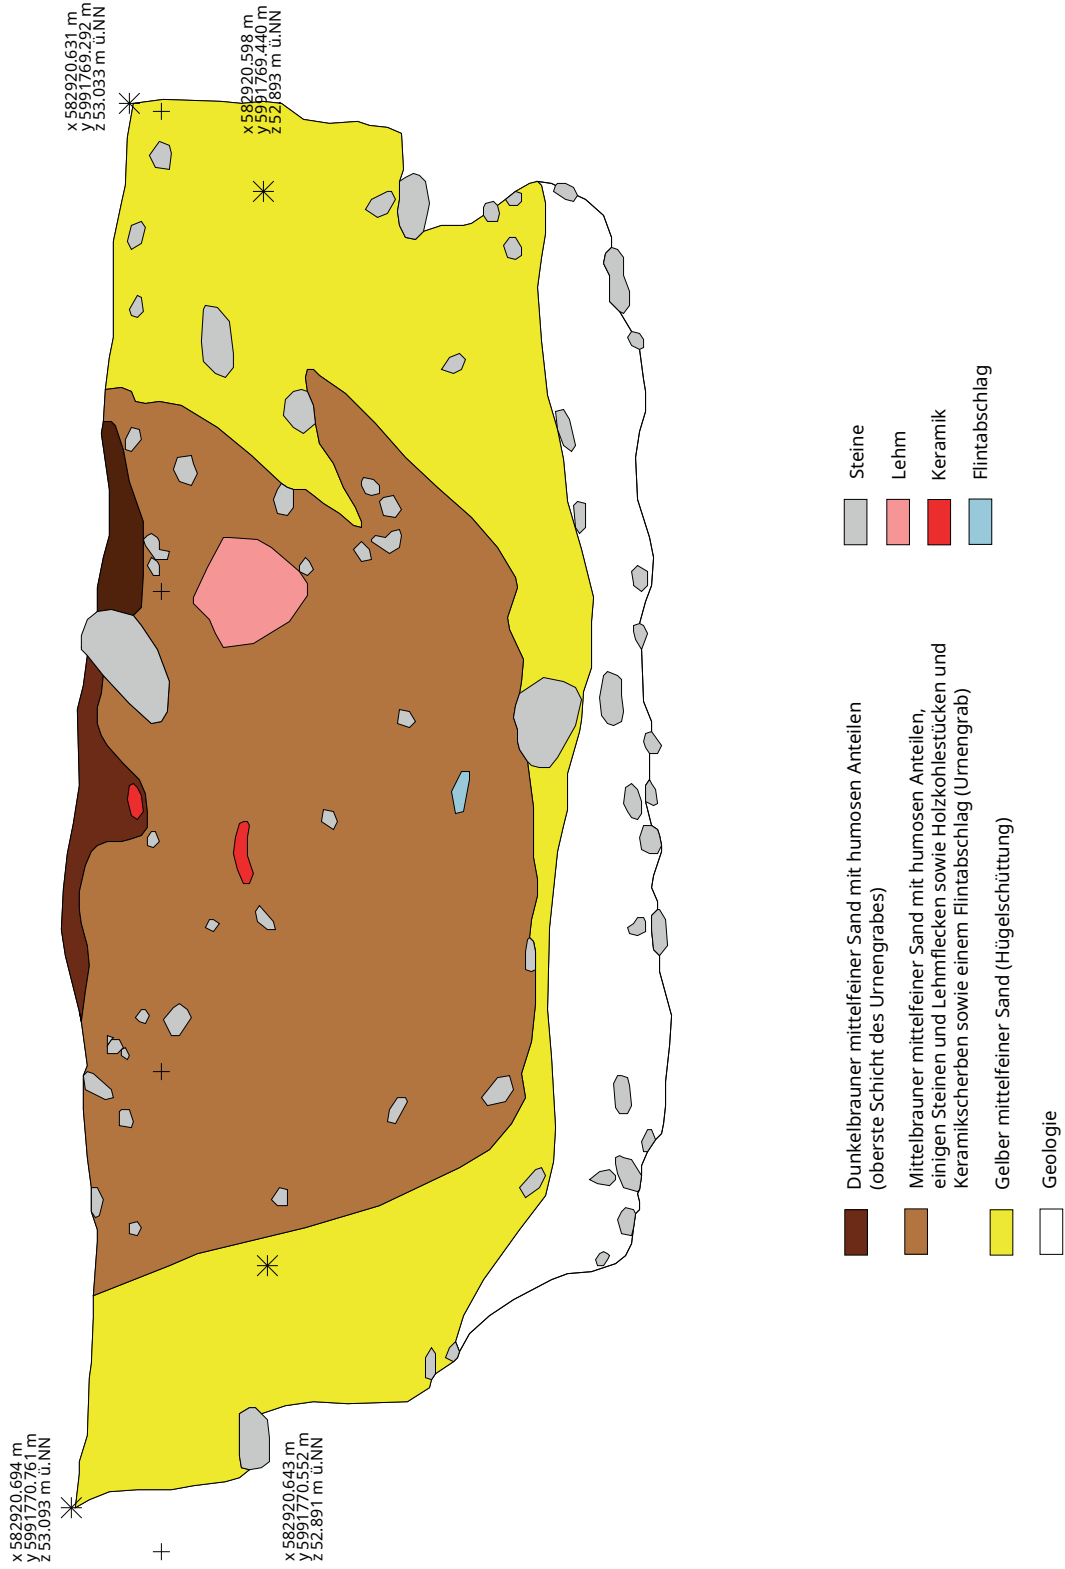 x 582920.694 m
y 5991770.761 m
z 53.093 m ü.NN
x 582920.643 m
y 5991770.552 m
z 52.891 m ü.NN
x 582920.631 m
y 5991769.292 m
z 53.033 m ü.NN
x 582920.598 m
y 5991769.440 m
z 52.893 m ü.NN
Dunkelbrauner mittelfeiner Sand mit humosen Anteilen
(oberste Schicht des Urnengrabes)
Mittelbrauner mittelfeiner Sand mit humosen Anteilen,
einigen Steinen und Lehmflecken sowie Holzkohlestücken und
Keramikscherben sowie einem Flintabschlag (Urnengrab)
Gelber mittelfeiner Sand (Hügelschüttung)
Geologie
Steine
Lehm
Keramik
Flintabschlag